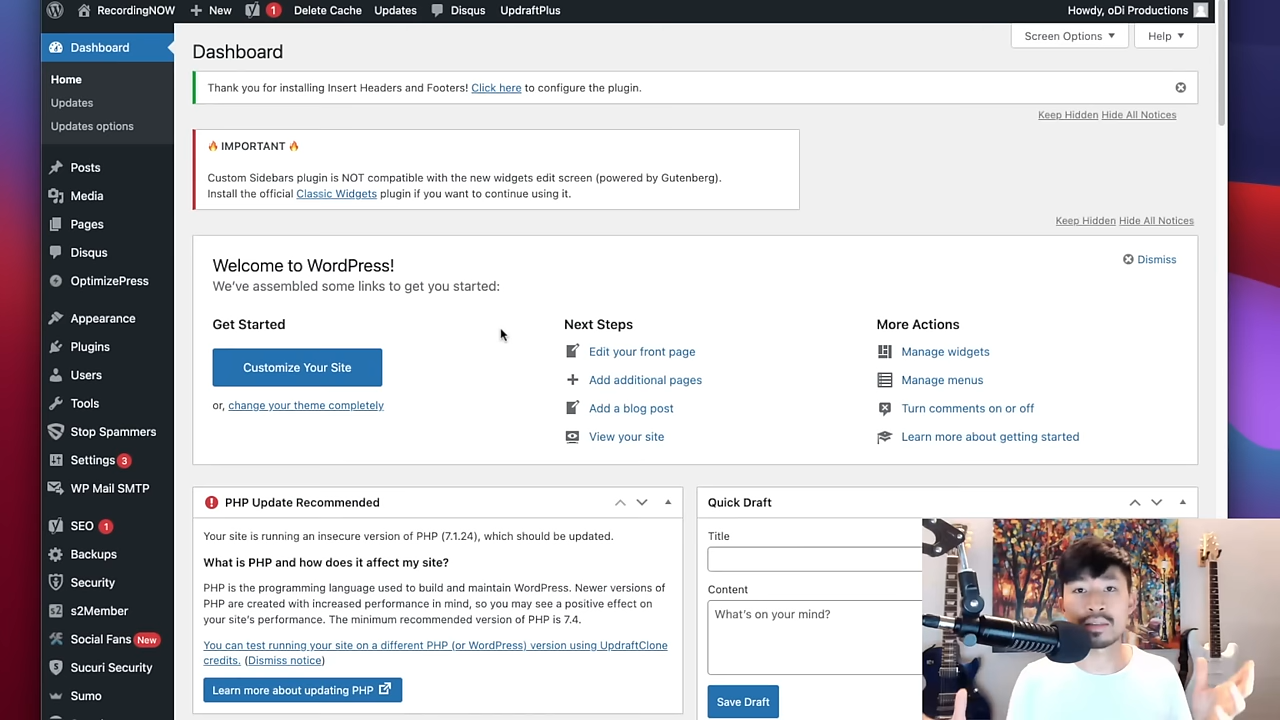 RecordingNOW
New
1
Delete Cache
Updates
Disqus
UpdraftPlus
Howdy, oDi Productions
Dashboard
Home
Updates
Updates options
Posts
Media
Pages
Disqus
OptimizePress
Appearance
Plugins
Users
Tools
Stop Spammers
Settings 3
WP Mail SMTP
SEO 1
Backups
Security
s2Member
Social Fans New
Sucuri Security
Sumo
Dashboard
Screen Options
Help
Thank you for installing Insert Headers and Footers! Click here to configure the plugin.
Keep Hidden Hide All Notices
IMPORTANT
Custom Sidebars plugin is NOT compatible with the new widgets edit screen (powered by Gutenberg).
Install the official Classic Widgets plugin if you want to continue using it.
Keep Hidden Hide All Notices
Welcome to WordPress!
Dismiss
We've assembled some links to get you started:
Get Started
Customize Your Site
or, change your theme completely
Next Steps
Edit your front page
Add additional pages
Add a blog post
View your site
More Actions
Manage widgets
Manage menus
Turn comments on or off
Learn more about getting started
PHP Update Recommended
Your site is running an insecure version of PHP (7.1.24), which should be updated.
What is PHP and how does it affect my site?
PHP is the programming language used to build and maintain WordPress. Newer versions of
PHP are created with increased performance in mind, so you may see a positive effect on
your site's performance. The minimum recommended version of PHP is 7.4.
You can test running your site on a different PHP (or WordPress) version using UpdraftClone
credits. (Dismiss notice)
Learn more about updating PHP
Quick Draft
Title
Content
What's on your mind?
Save Draft